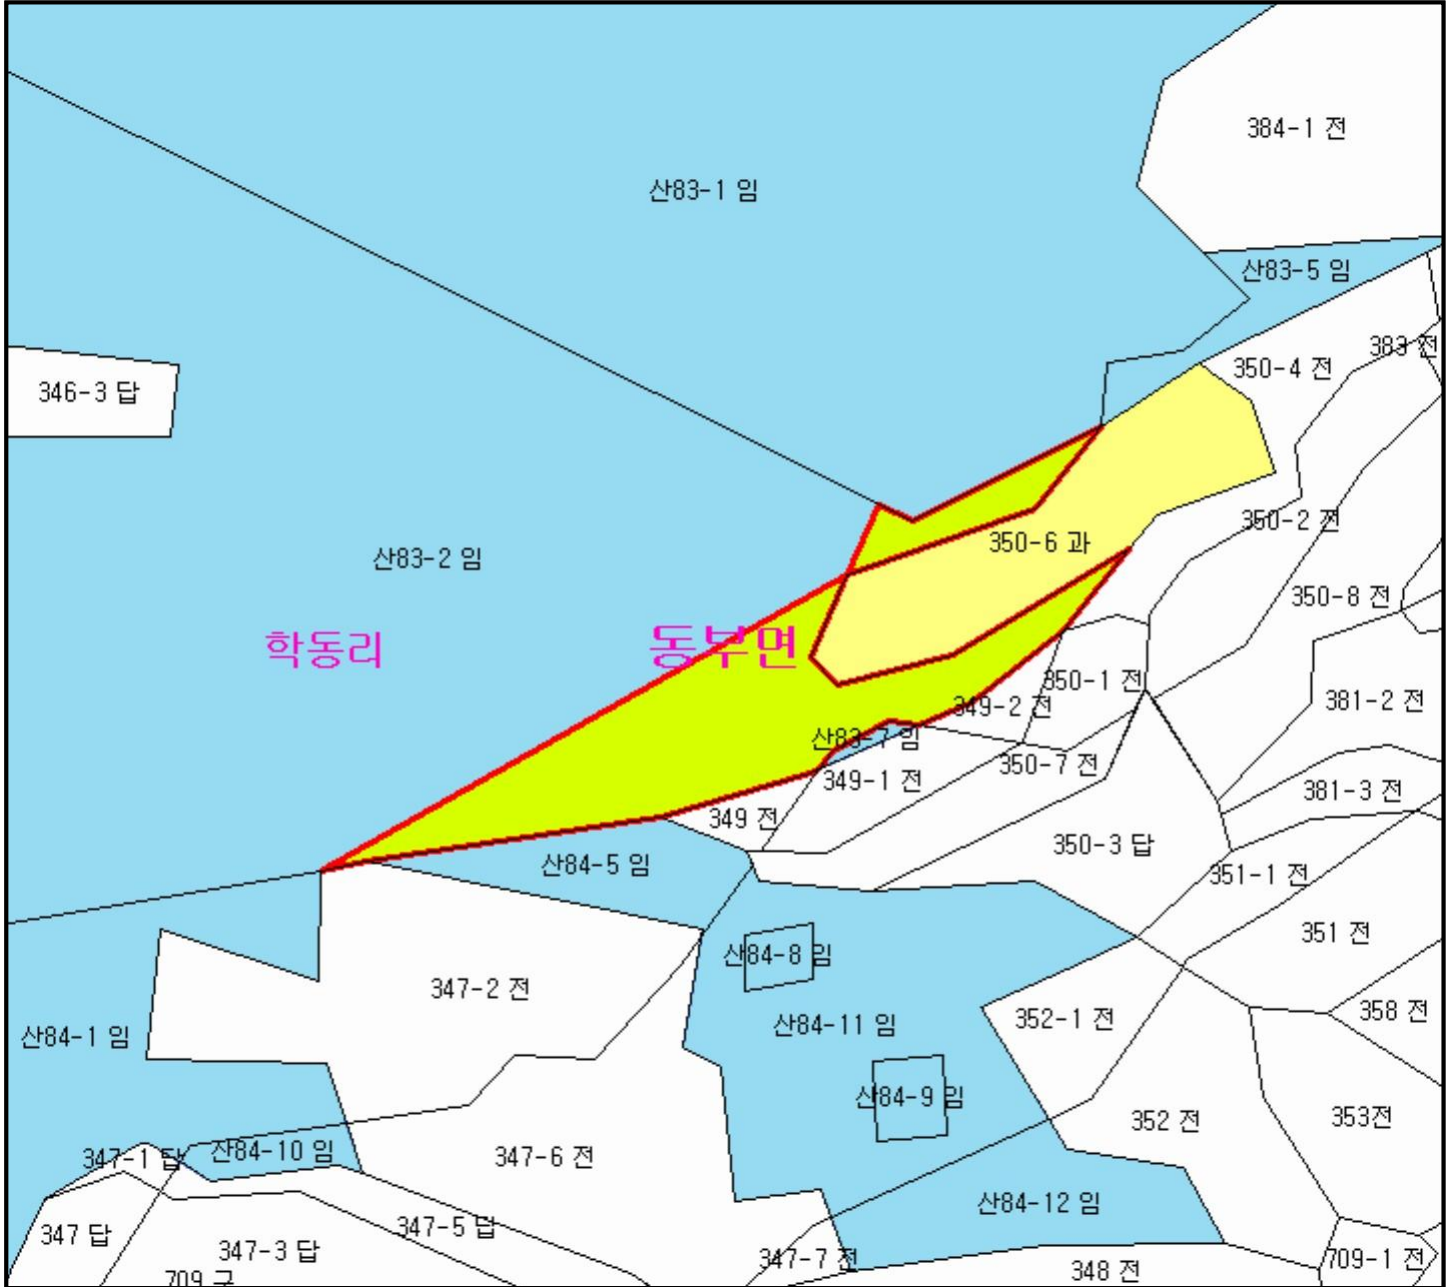 384-1 전
산83-1 임
산83-5 임
383 전
350-4 전
346-3 답
350-2 전
350-6 과
산83-2 임
350-8 전
학동리
동부면
350-1 전
381-2 전
349-2 전
산83-7 임
350-7 전
349-1 전
381-3 전
349 전
350-3 답
산84-5 임
351-1 전
351 전
산84-8 임
347-2 전
358 전
352-1 전
산84-11 임
산84-1 임
산84-9 임
353전
352 전
산84-10 임
347-1 답
347-6 전
산84-12 임
347-5 답
347 답
347-3 답
347-7 전
709-1 전
348 전
709 구